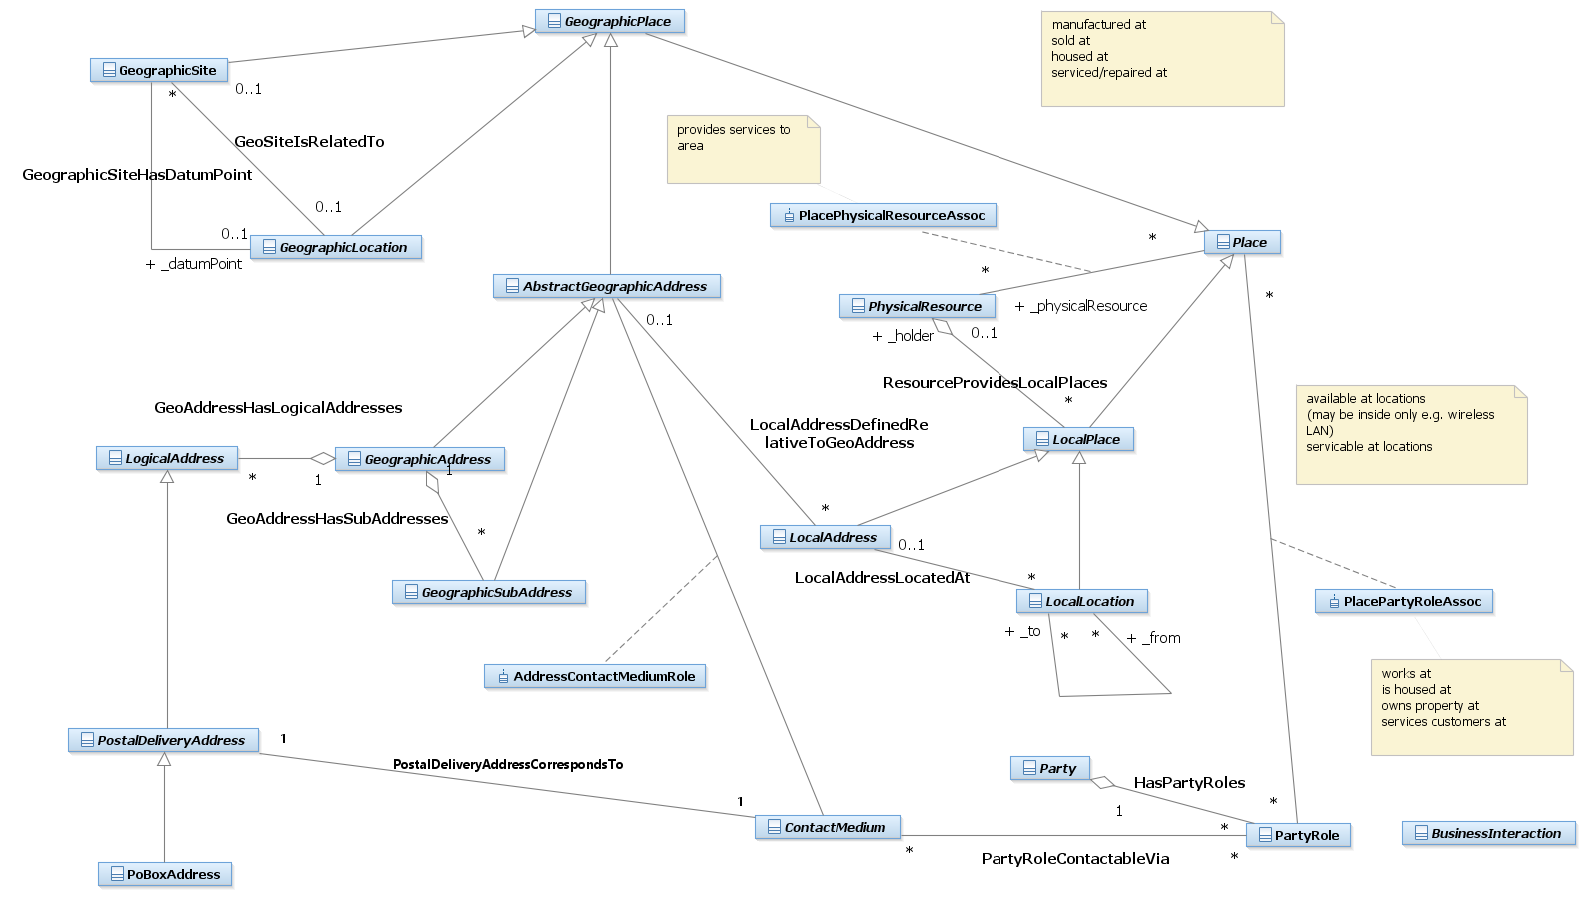 GeographicPlace
manufactured at
sold at
housed at
serviced/repaired at
GeographicSite
0..1
*
provides services to
area
GeoSiteIsRelatedTo
GeographicSiteHasDatumPoint
0..1
PlacePhysicalResourceAssoc
0..1
*
Place
GeographicLocation
+ _datumPoint
*
AbstractGeographicAddress
*
PhysicalResource
+ _physicalResource
0..1
+ _holder
0..1
ResourceProvidesLocalPlaces
*
available at locations
(may be inside only e.g. wireless
LAN)
servicable at locations
GeoAddressHasLogicalAddresses
LocalAddressDefinedRe
lativeToGeoAddress
LocalPlace
LogicalAddress
GeographicAddress
*
1
1
GeoAddressHasSubAddresses
*
*
LocalAddress
0..1
LocalAddressLocatedAt
*
GeographicSubAddress
LocalLocation
PlacePartyRoleAssoc
+ _to
*
*
+ _from
AddressContactMediumRole
works at
is housed at
owns property at
services customers at
PostalDeliveryAddress
1
PostalDeliveryAddressCorrespondsTo
Party
HasPartyRoles
1
1
*
ContactMedium
*
PartyRole
BusinessInteraction
*
PartyRoleContactableVia
*
PoBoxAddress